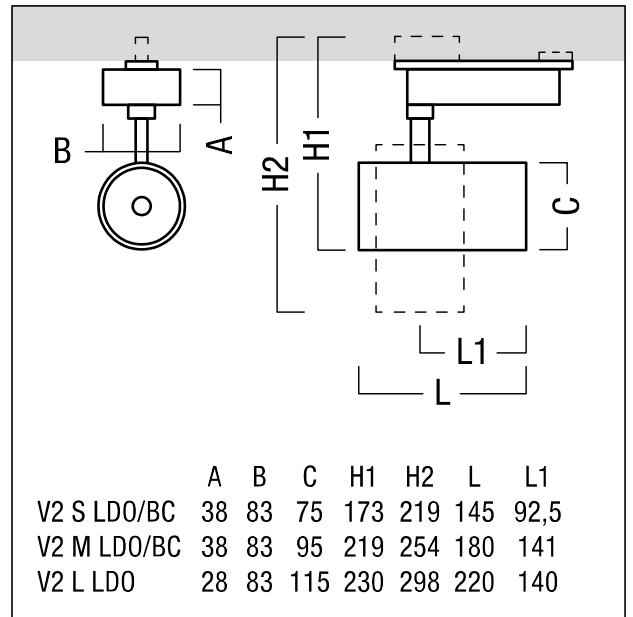 B
A
H2
H1
C
L1
L
A B C H1 H2 L L1
V2 S LDO/BC 38 83 75 173 219 145 92,5
V2 M LDO/BC 38 83 95 219 254 180 141
V2 L LDO 28 83 115 230 298 220 140